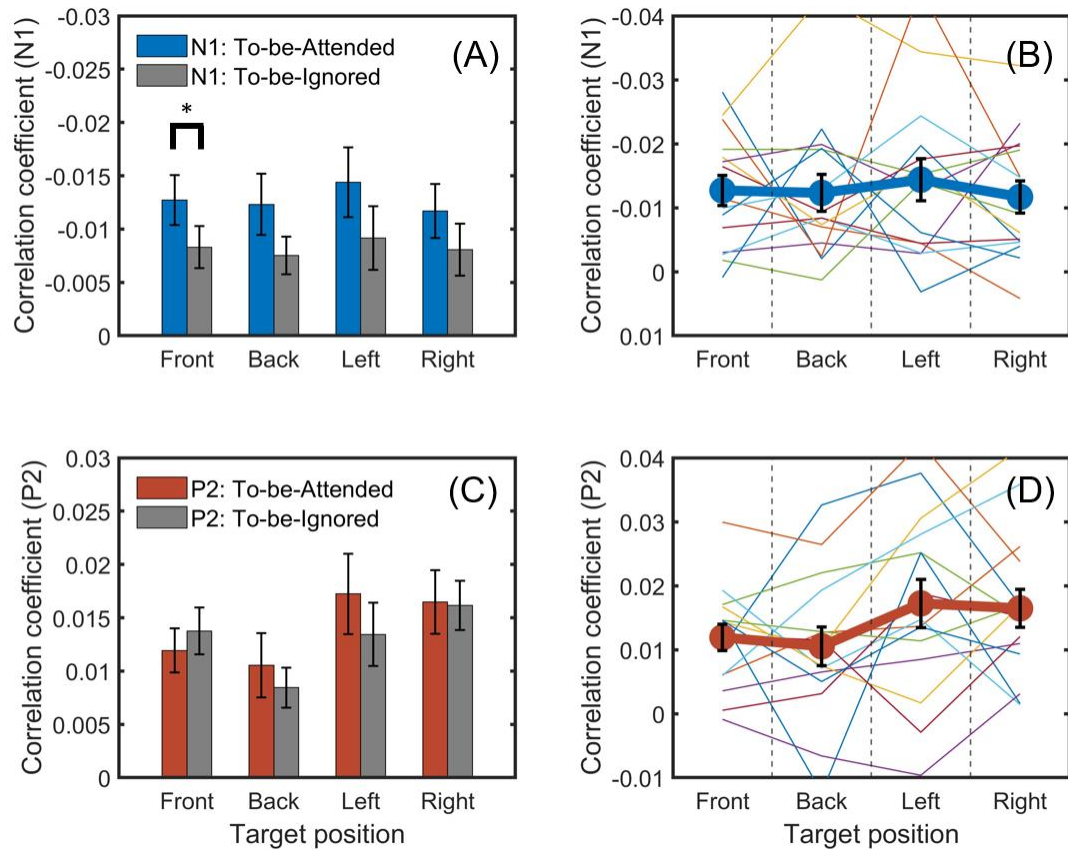 Correlation coefficient (N1)
-0.03
-0.025
-0.02
-0.015
-0.01
-0.005
0
N1: To-be-Attended
N1: To-be-Ignored
(A)
*
Front Back Left Right
Correlation coefficient (N1)
-0.04
-0.03
-0.02
-0.01
0
0.01
(B)
Front Back Left Right
Correlation coefficient (P2)
0.03
0.025
0.02
0.015
0.01
0.005
0
P2: To-be-Attended
P2: To-be-Ignored
(C)
Front Back Left Right
Target position
Correlation coefficient (P2)
0.04
0.03
0.02
0.01
0
-0.01
(D)
Front Back Left Right
Target position